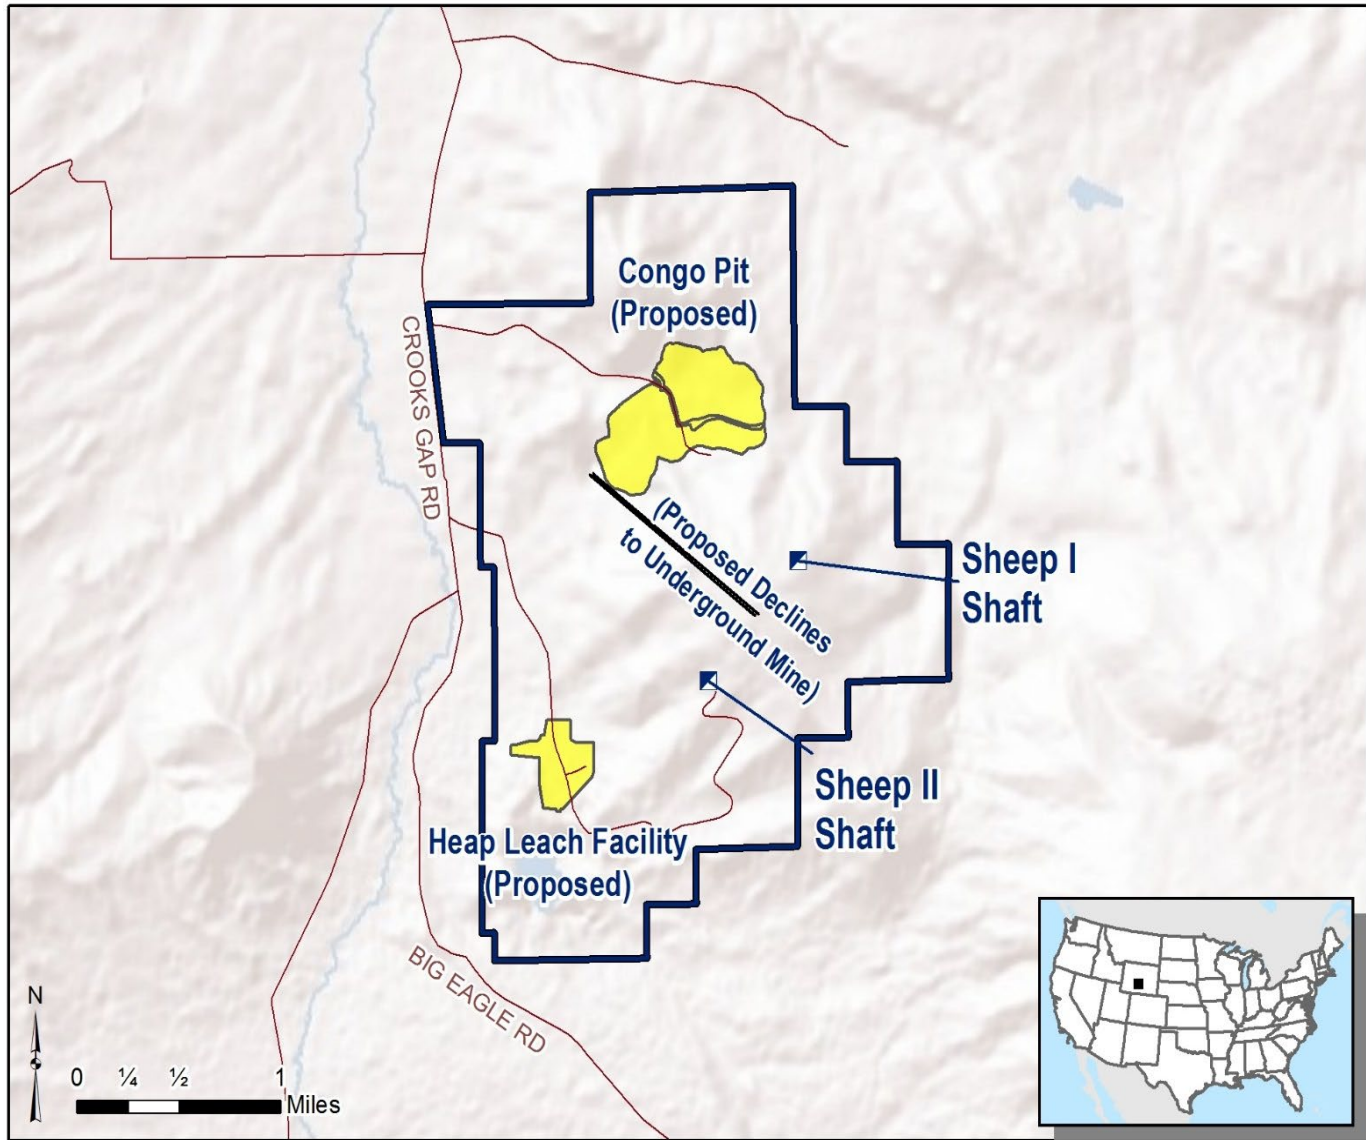 Congo Pit
(Proposed)
CROOKS GAP RD
(Proposed Declines
to Underground Mine)
Sheep I
Shaft
Sheep II
Shaft
Heap Leach Facility
(Proposed)
BIG EAGLE RD
N
0 ¼ ½ 1
Miles